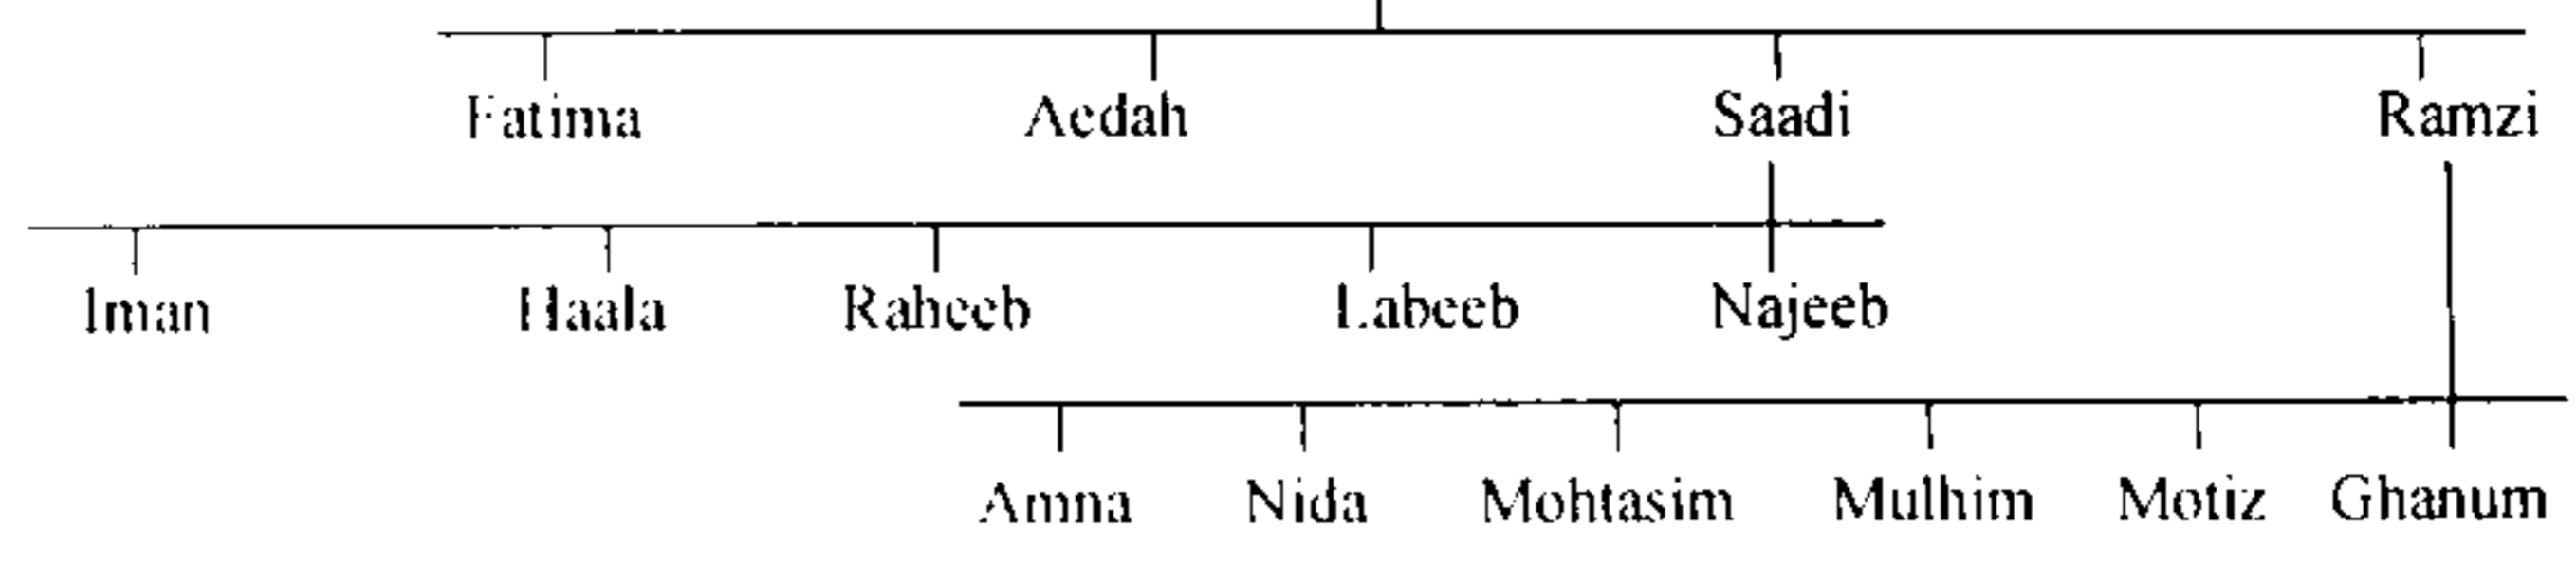 Fatima Aedah Saadi Ramzi
Iman Haala Raheeb Labeeb Najeeb
Amna Nida Mohtasim Mulhim Motiz Ghanum